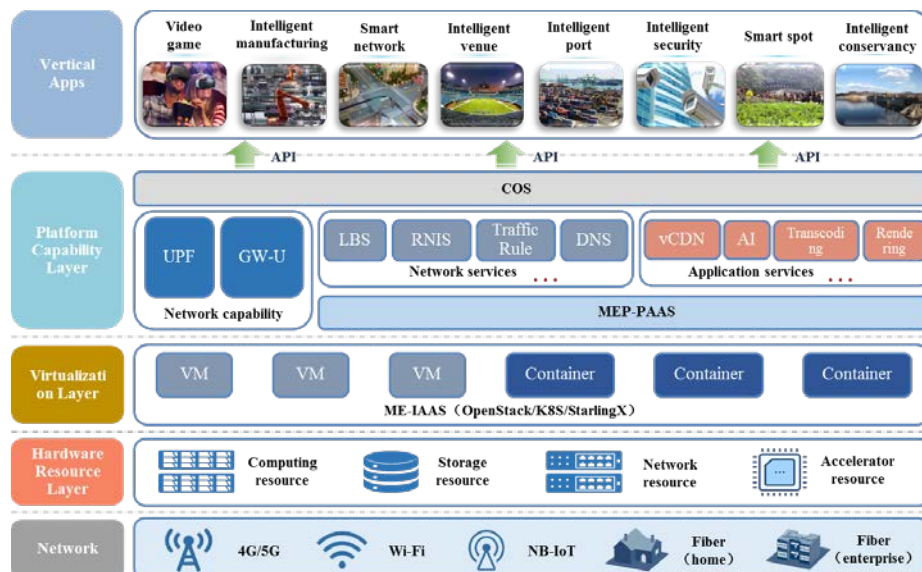 Vertical
Apps
Video
game
Intelligent
manufacturing
Smart
network
Intelligent
venue
Intelligent
port
Intelligent
security
Smart spot
Intelligent
conservancy
API
API
API
Platform
Capability
Layer
COS
UPF
GW-U
Network capability
LBS
RNIS
Traffic
Rule
DNS
Network services
...
vCDN
AI
Transcodi
ng
Rende
ring
Application services
...
MEP-PAAS
Virtualizati
on Layer
VM
VM
VM
Container
Container
Container
ME-IAAS（OpenStack/K8S/StarlingX）
Hardware
Resource
Layer
Computing
resource
Storage
resource
Network
resource
Accelerator
resource
Network
4G/5G
Wi-Fi
NB-IoT
Fiber
（home）
Fiber
（enterprise）